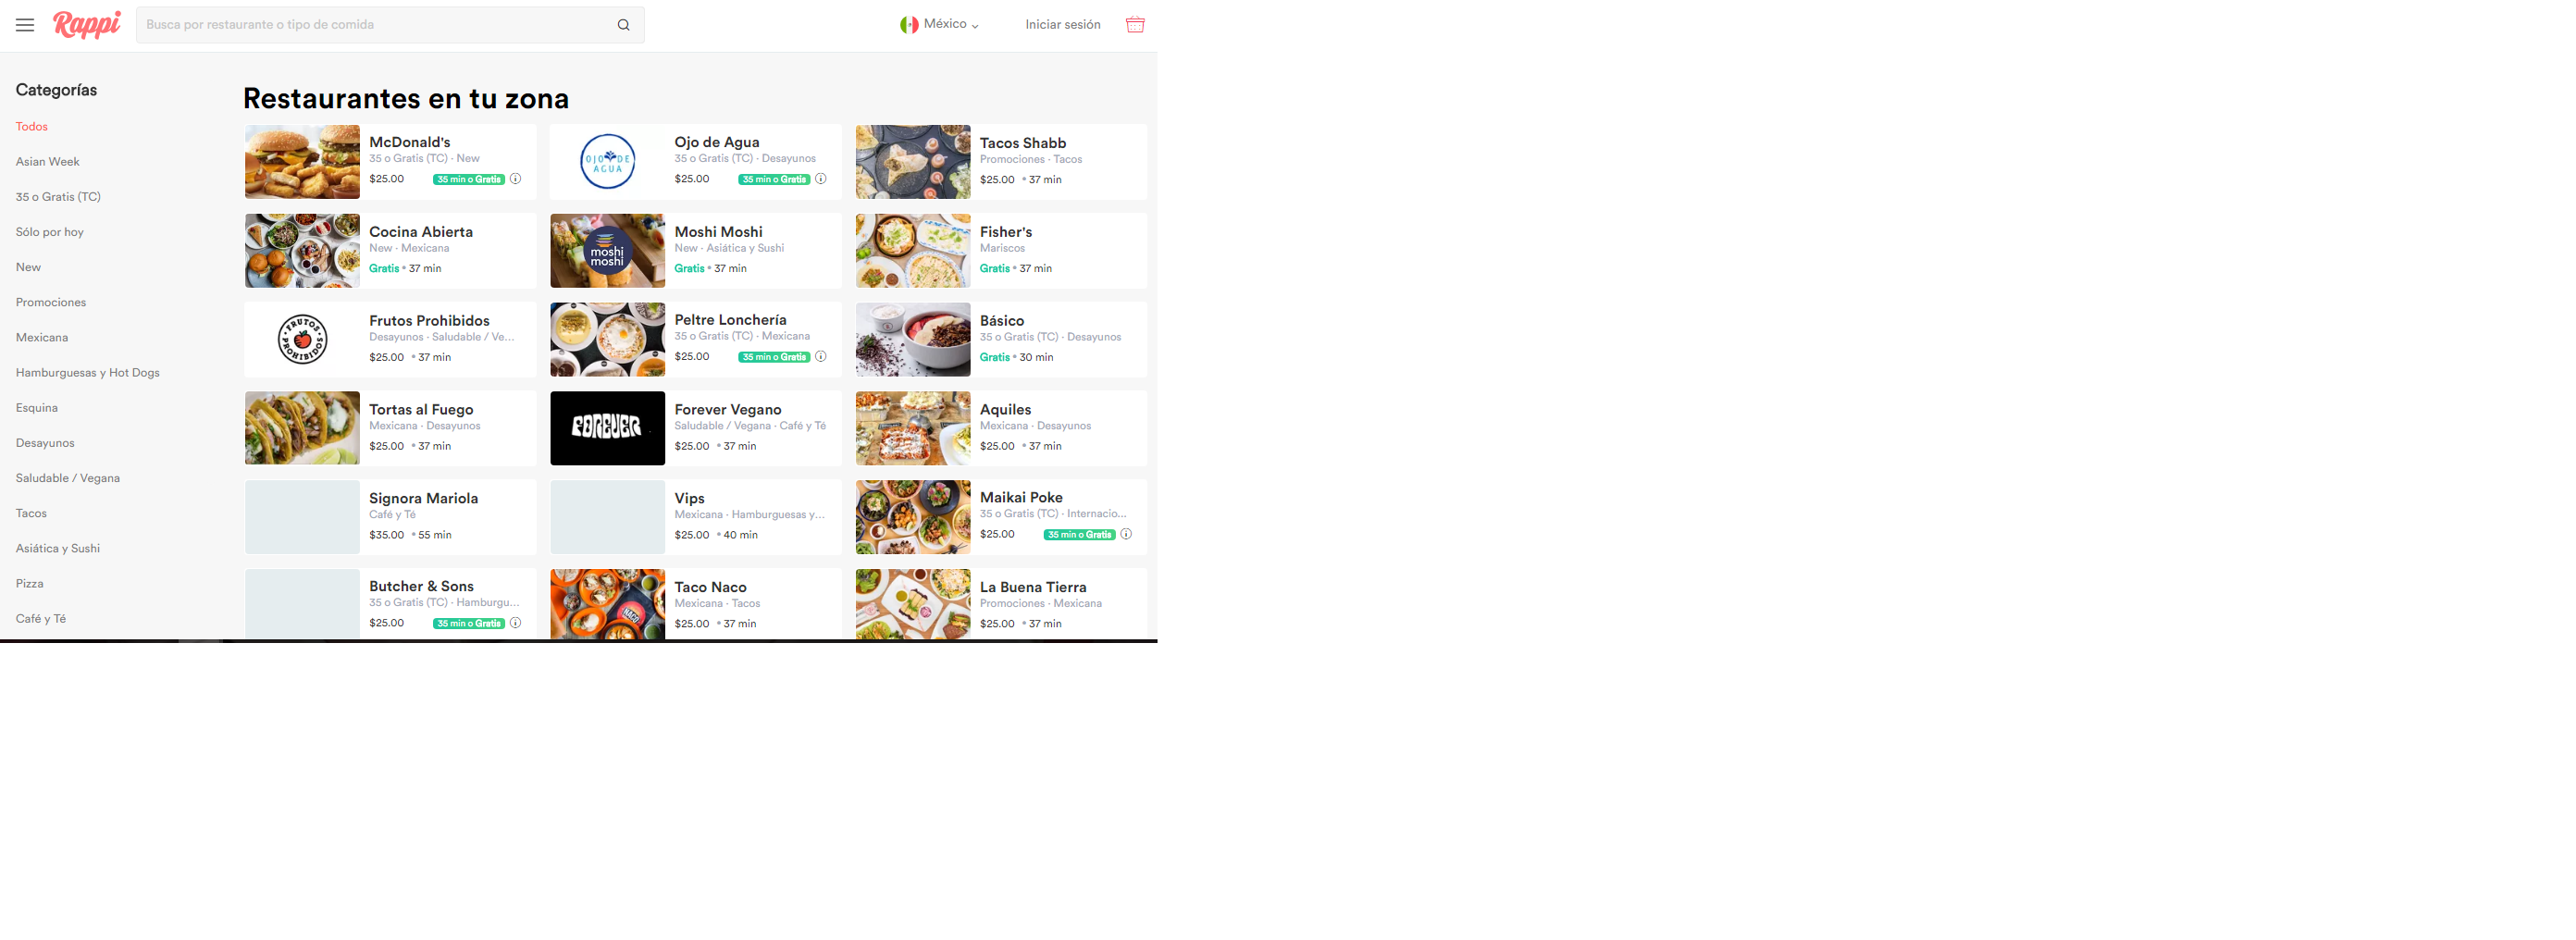 Rappi
Busca por restaurante o tipo de comida
México
Iniciar sesión
Categorías
Todos
Asian Week
35 o Gratis (TC)
Sólo por hoy
New
Promociones
Mexicana
Hamburguesas y Hot Dogs
Esquina
Desayunos
Saludable / Vegana
Tacos
Asiática y Sushi
Pizza
Café y Té
Restaurantes en tu zona
McDonald's
35 o Gratis (TC) · New
$25.00 35 min o Gratis
OJO DE
AGUA
Ojo de Agua
35 o Gratis (TC) · Desayunos
$25.00 35 min o Gratis
Tacos Shabb
Promociones · Tacos
$25.00 • 37 min
Cocina Abierta
New · Mexicana
Gratis • 37 min
moshi
moshi
Moshi Moshi
New · Asiática y Sushi
Gratis • 37 min
Fisher's
Mariscos
Gratis • 37 min
FRUTOS
PROHIBIDOS
Frutos Prohibidos
Desayunos · Saludable / Ve...
$25.00 • 37 min
Peltre Lonchería
35 o Gratis (TC) · Mexicana
$25.00 35 min o Gratis
Básico
35 o Gratis (TC) · Desayunos
Gratis • 30 min
Tortas al Fuego
Mexicana · Desayunos
$25.00 • 37 min
FOREVER
Forever Vegano
Saludable / Vegana · Café y Té
$25.00 • 37 min
Aquiles
Mexicana · Desayunos
$25.00 • 37 min
Signora Mariola
Café y Té
$35.00 • 55 min
Vips
Mexicana · Hamburguesas y...
$25.00 • 40 min
Maikai Poke
35 o Gratis (TC) · Internacio...
$25.00 35 min o Gratis
Butcher & Sons
35 o Gratis (TC) · Hamburgu...
$25.00 35 min o Gratis
NACO
Taco Naco
Mexicana · Tacos
$25.00 • 37 min
La Buena Tierra
Promociones · Mexicana
$25.00 • 37 min